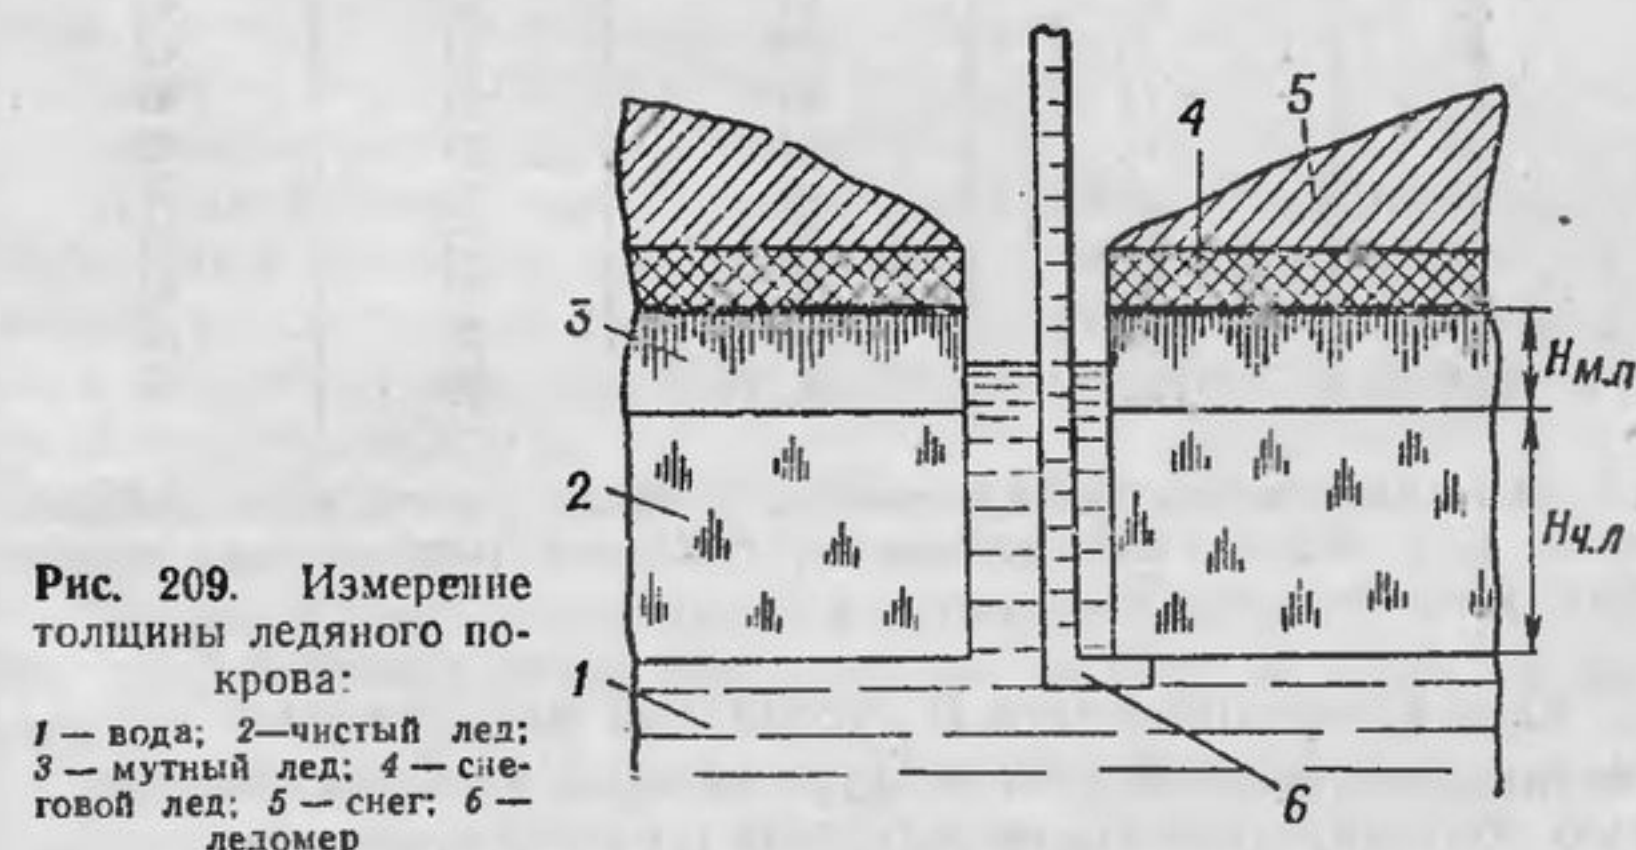 Рис. 209. Измерение
толщины ледяного по-
крова:
1 — вода; 2—чистый лед;
3 — мутный лед; 4 — сне-
говой лед; 5 — снег; 6 —
ледомер
4
5
3
Нм.л
2
Нч.л
1
6